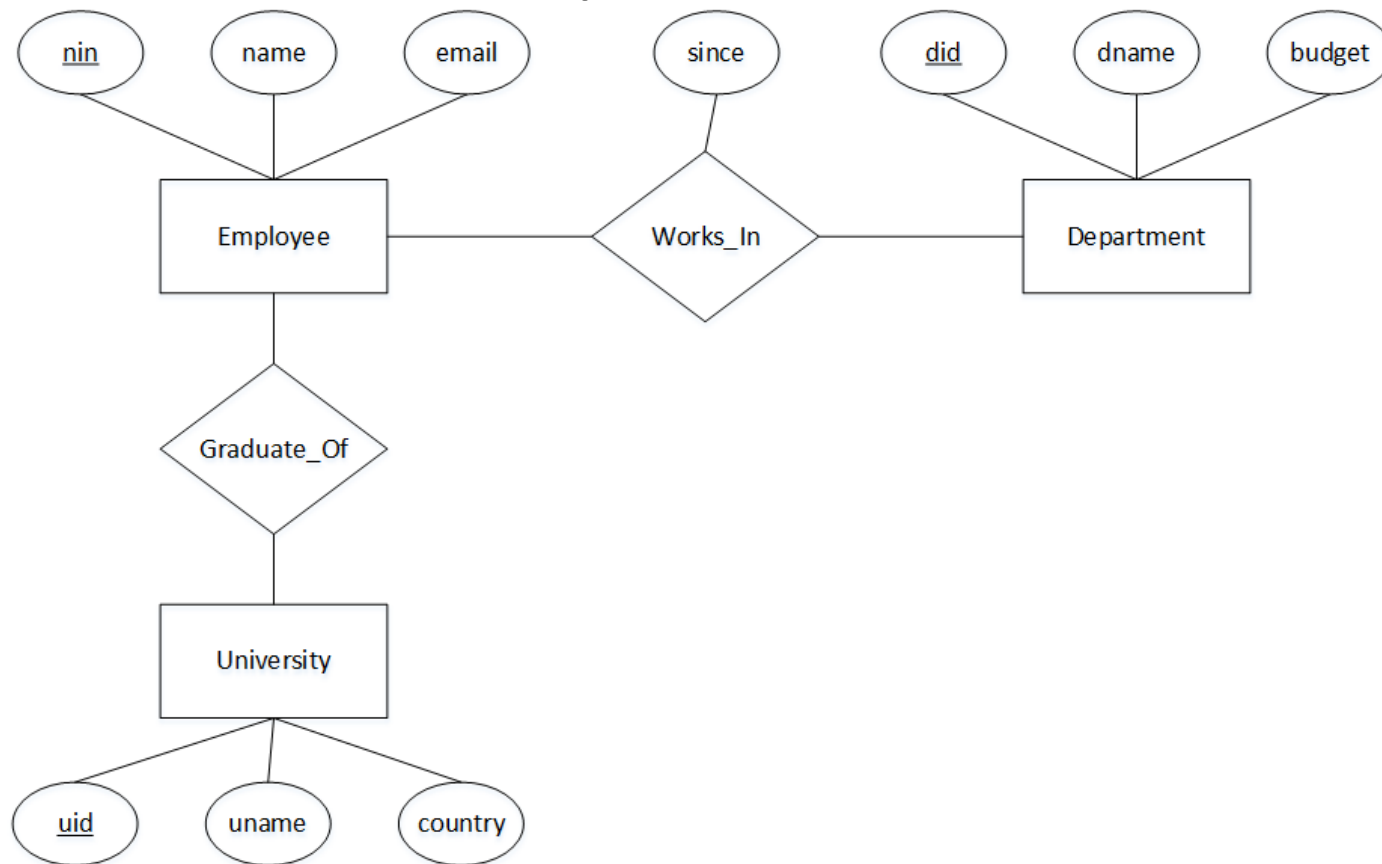 nin
name
email
since
did
dname
budget
Employee
Works_In
Department
Graduate_Of
University
uid
uname
country